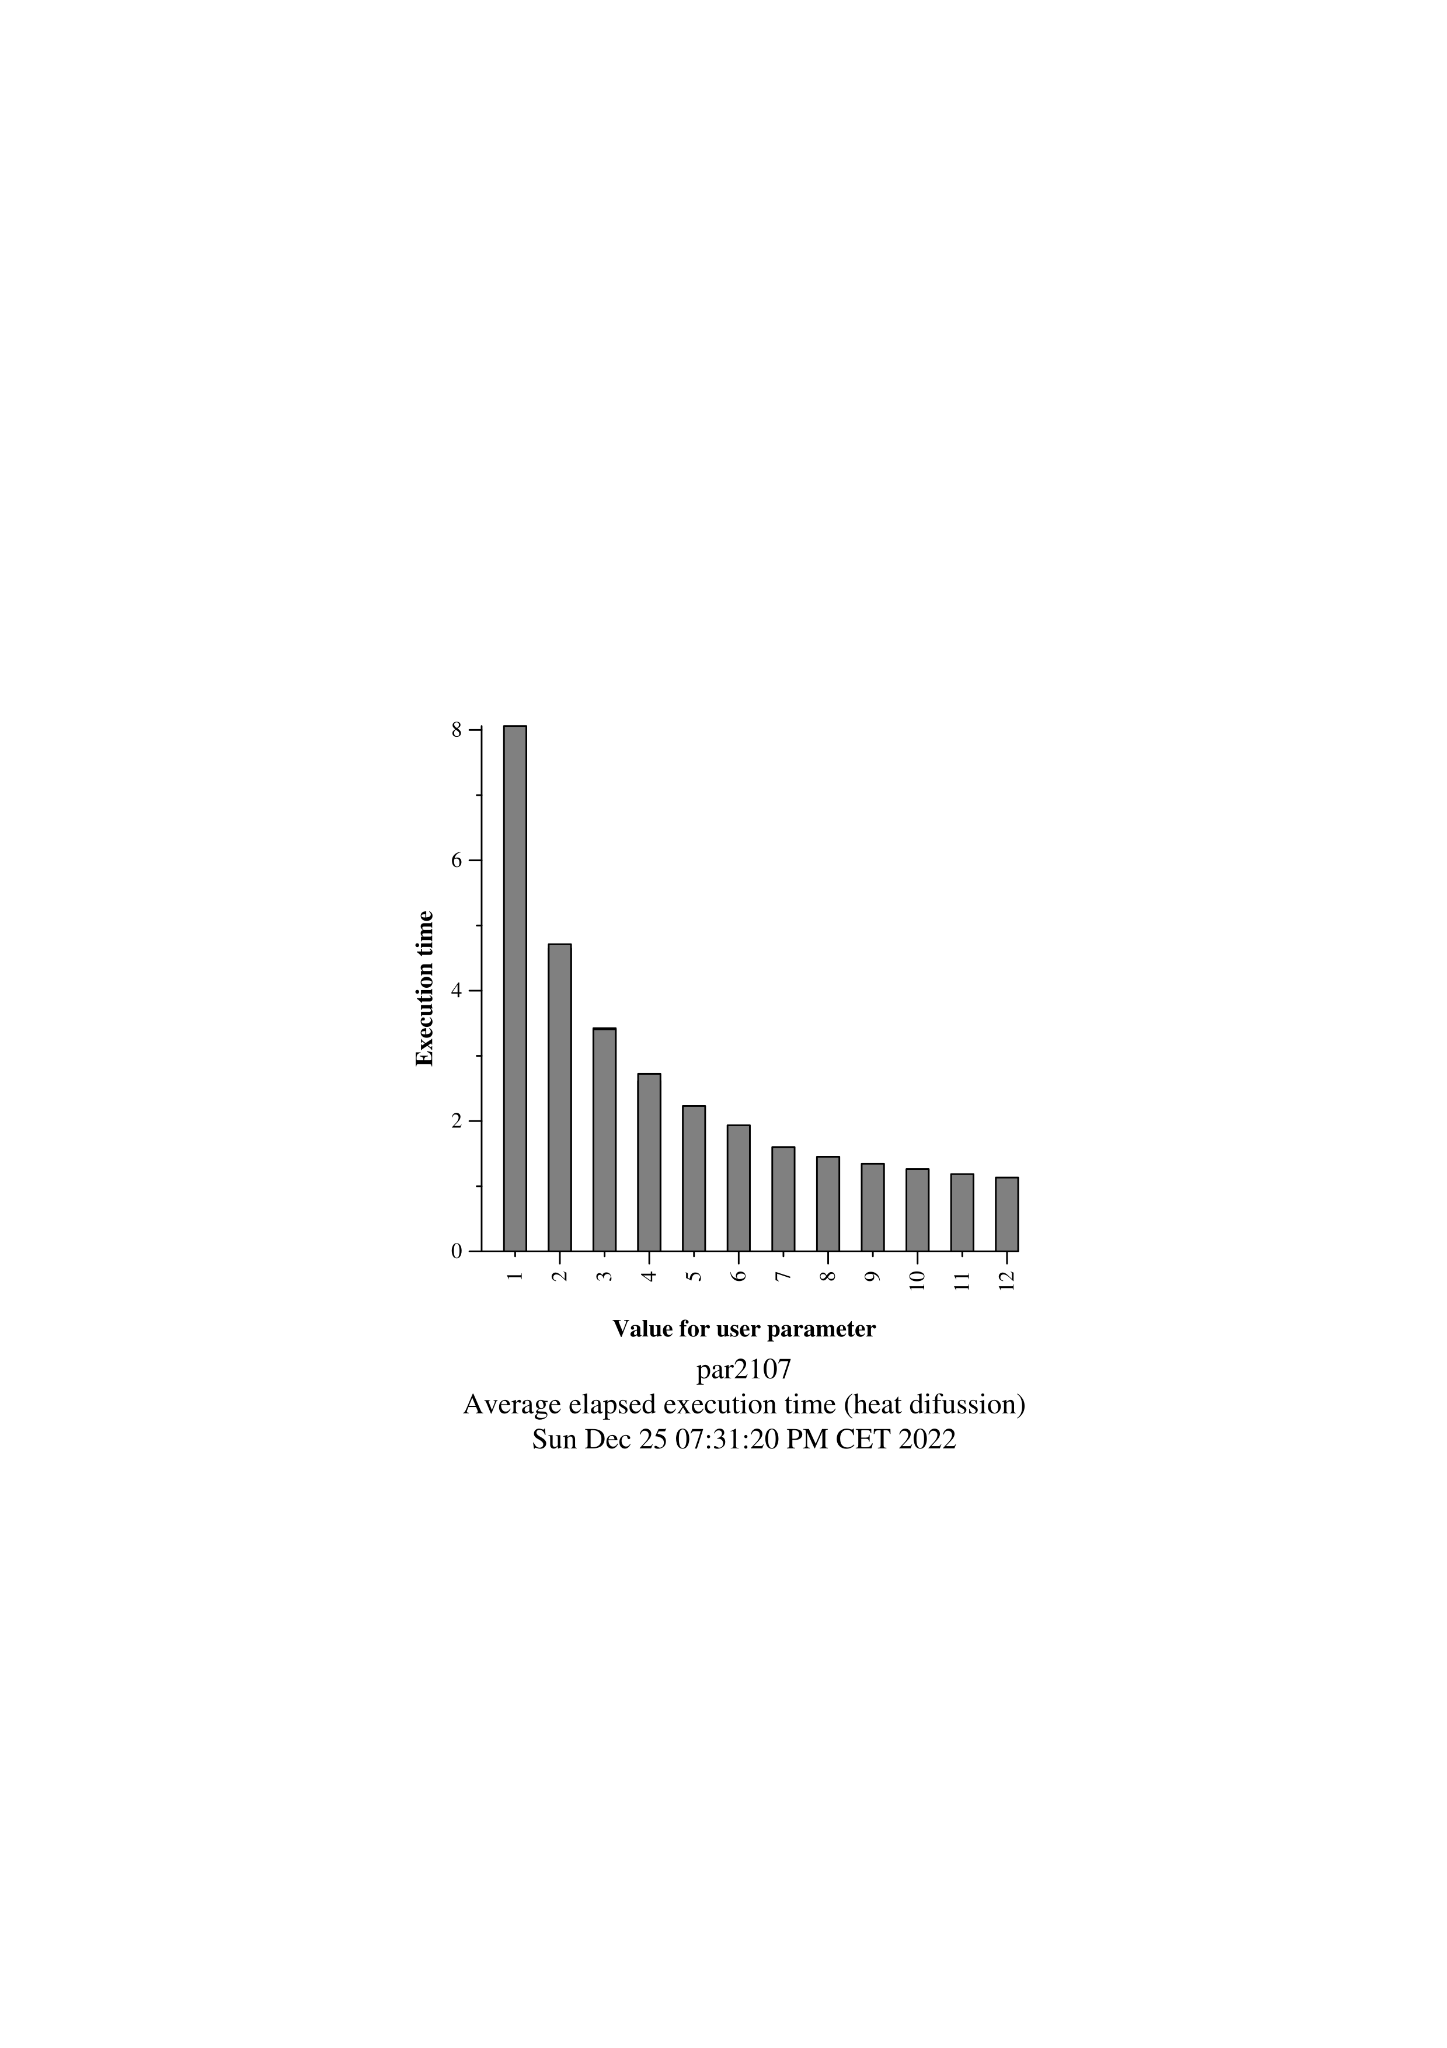 8
6
4
2
0
Execution time
1 2 3 4 5 6 7 8 9 10 11 12
Value for user parameter
par2107
Average elapsed execution time (heat difussion)
Sun Dec 25 07:31:20 PM CET 2022